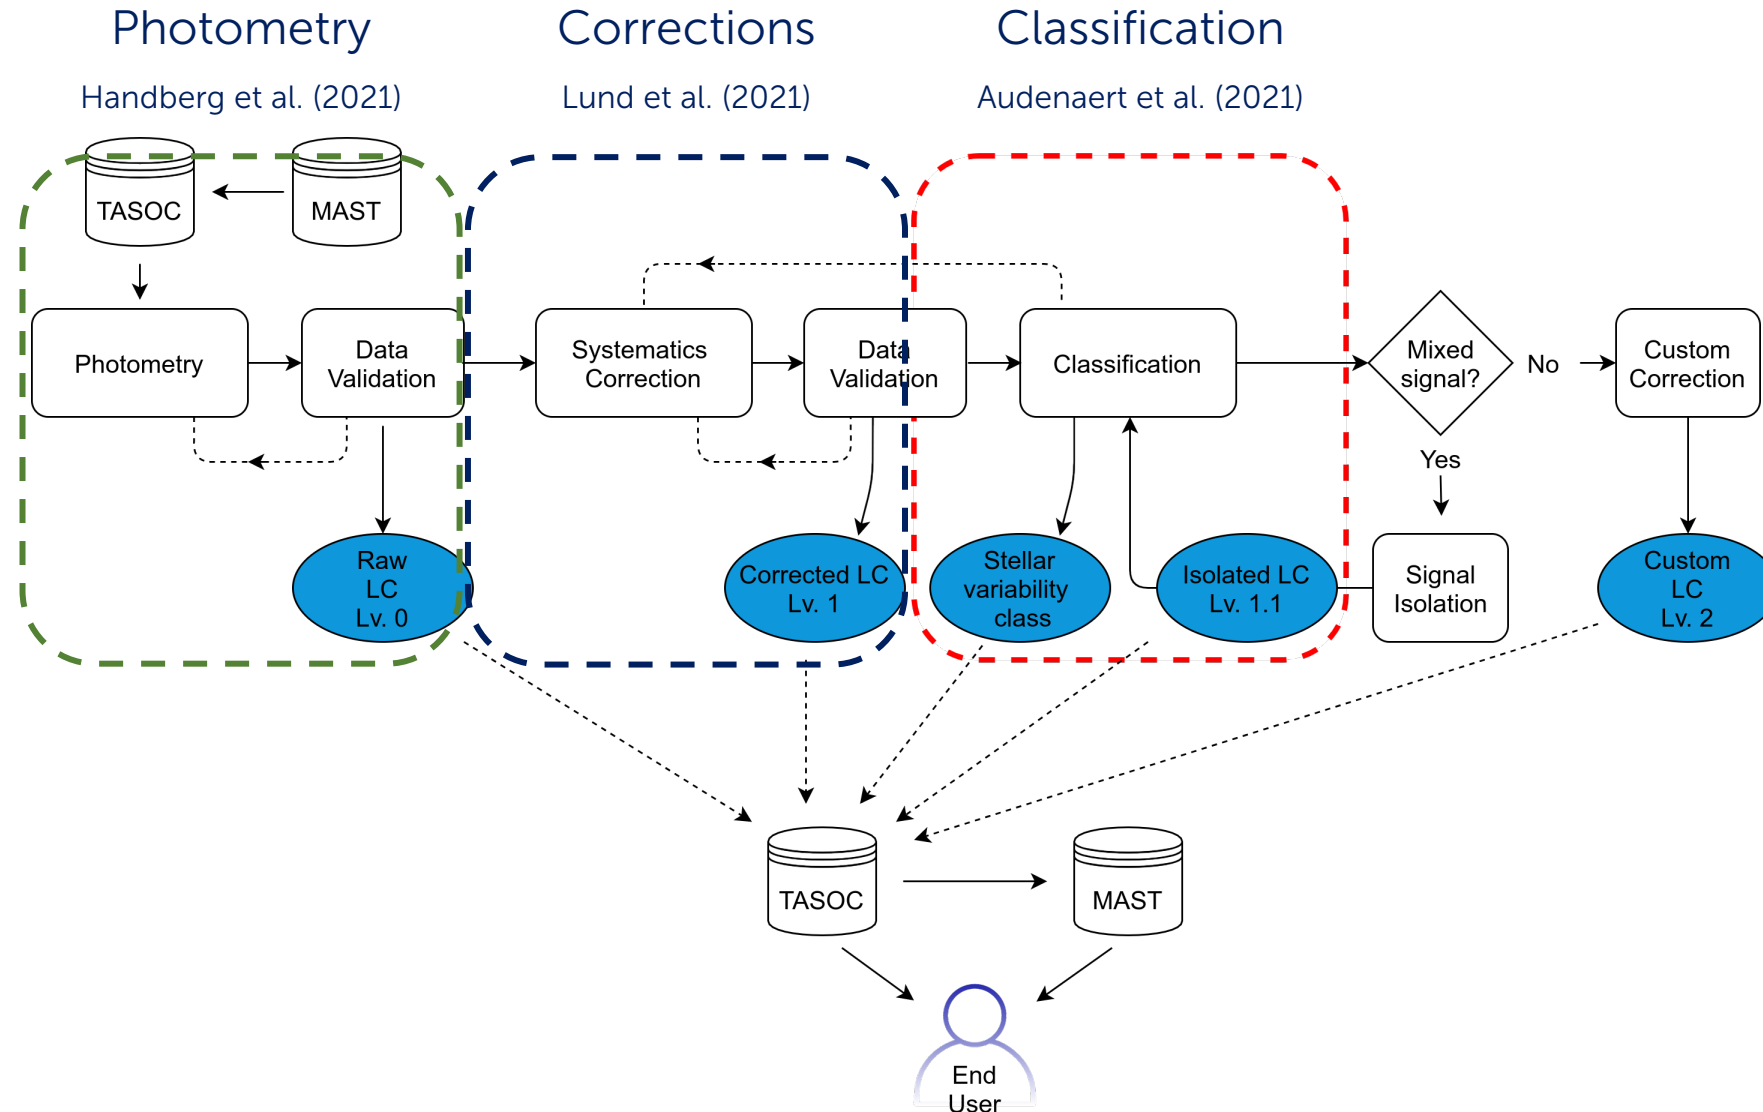 Photometry
Corrections
Classification
Handberg et al. (2021)
Lund et al. (2021)
Audenaert et al. (2021)
TASOC
MAST
Photometry
Data
Validation
Systematics
Correction
Data
Validation
Classification
Mixed
signal?
No
Custom
Correction
Yes
Raw
LC
Lv. 0
Corrected LC
Lv. 1
Stellar
variability
class
Isolated LC
Lv. 1.1
Signal
Isolation
Custom
LC
Lv. 2
TASOC
MAST
End
User